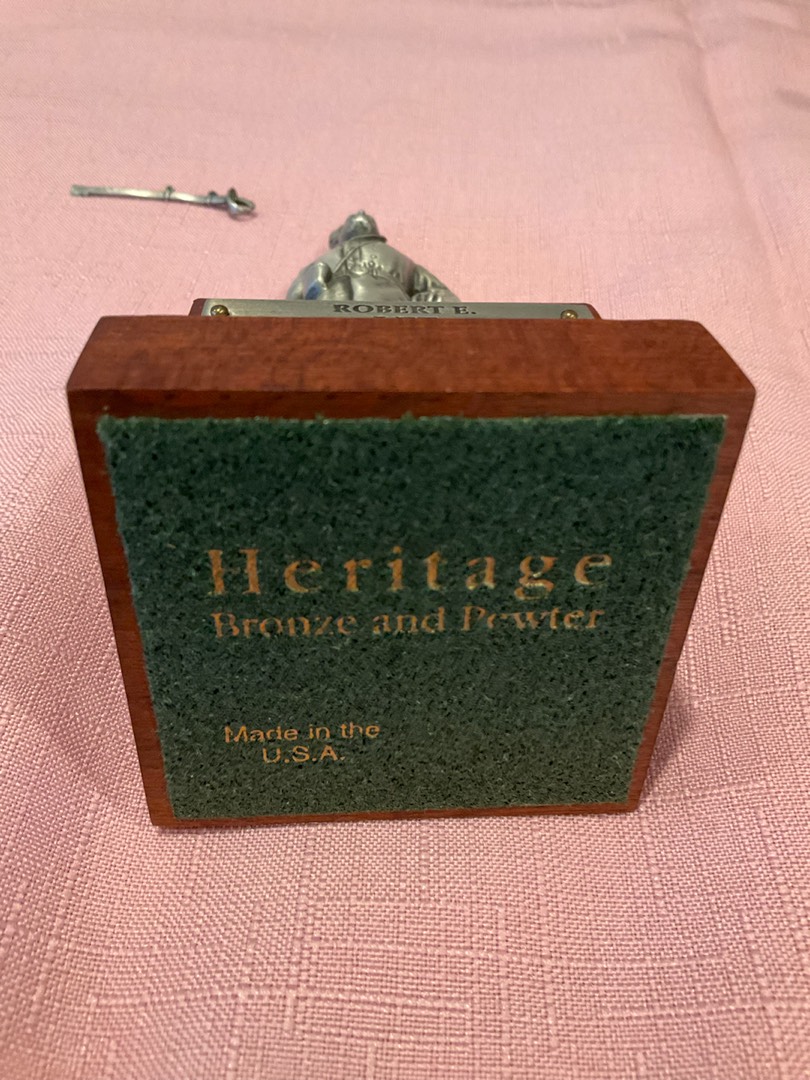 ROBERT E.
Heritage
Bronze and Pewter
Made in the
U.S.A.